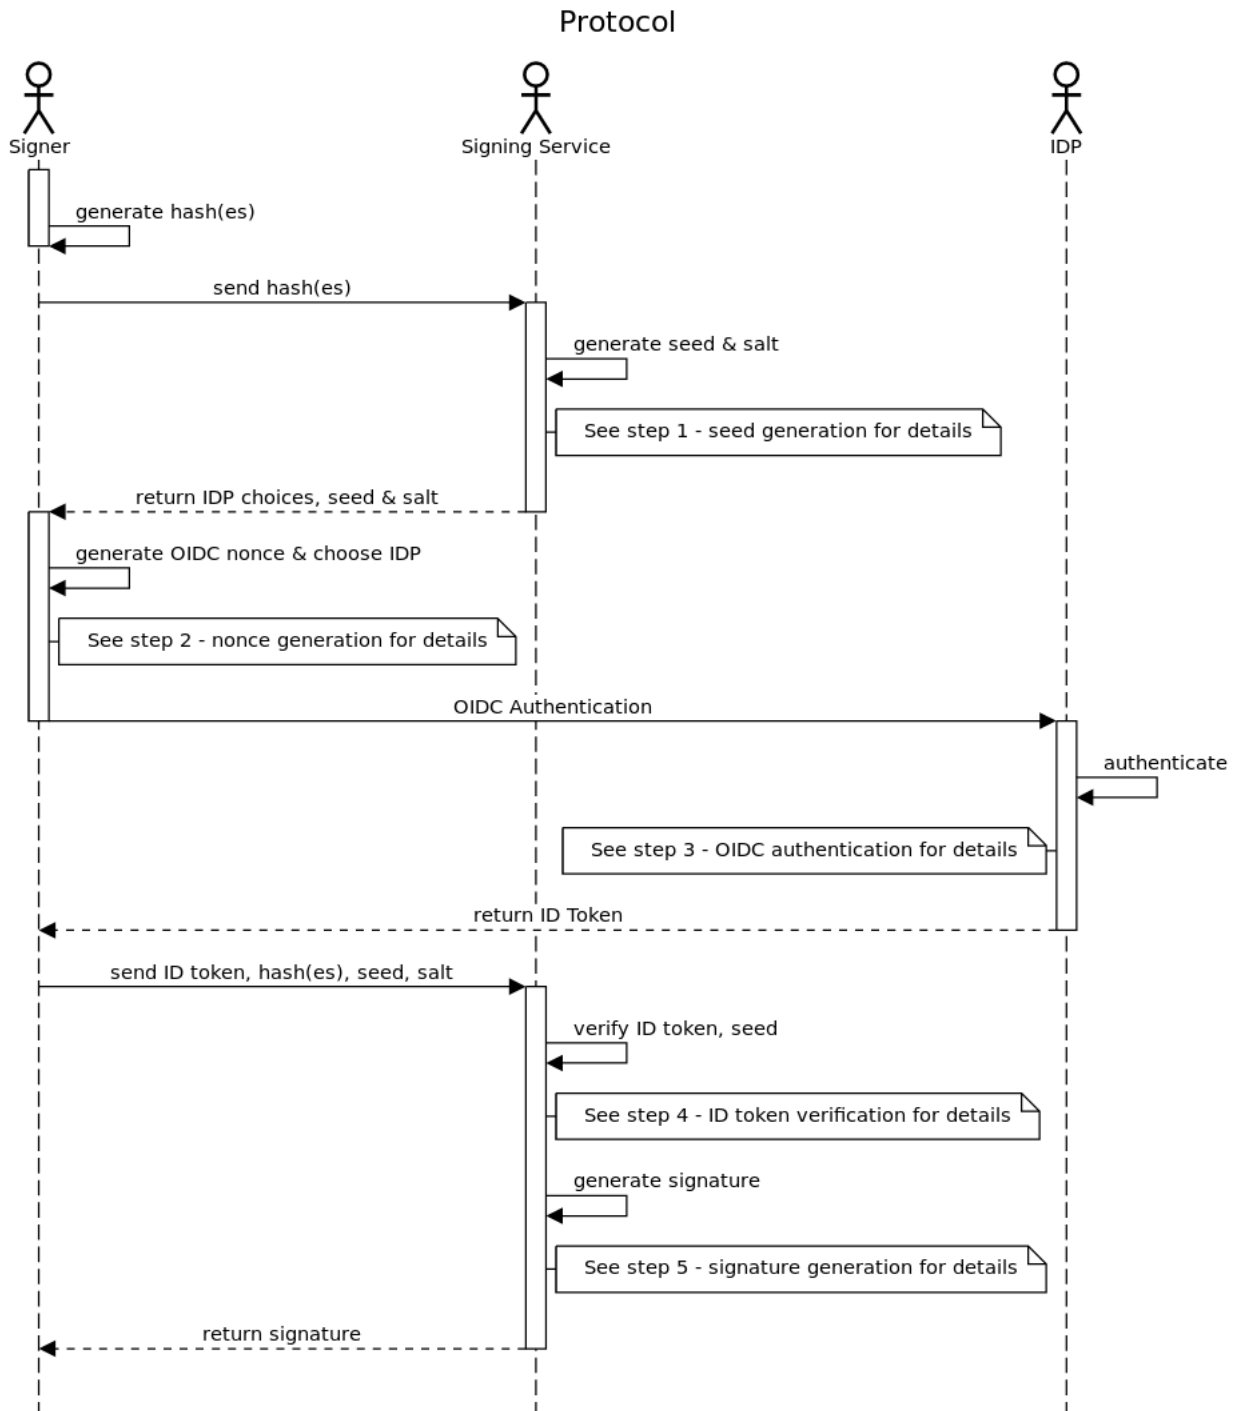 Protocol
Signer
Signing Service
IDP
generate hash(es)
send hash(es)
generate seed & salt
See step 1 - seed generation for details
return IDP choices, seed & salt
generate OIDC nonce & choose IDP
See step 2 - nonce generation for details
OIDC Authentication
authenticate
See step 3 - OIDC authentication for details
return ID Token
send ID token, hash(es), seed, salt
verify ID token, seed
See step 4 - ID token verification for details
generate signature
See step 5 - signature generation for details
return signature